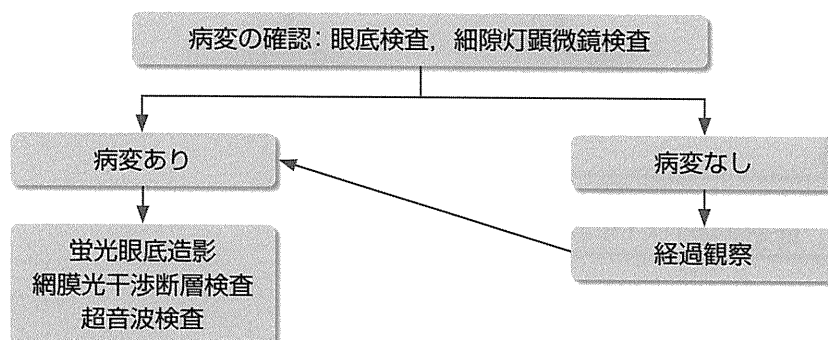 病変の確認：眼底検査，細隙灯顕微鏡検査
病変あり
病変なし
蛍光眼底造影
網膜光干渉断層検査
超音波検査
経過観察